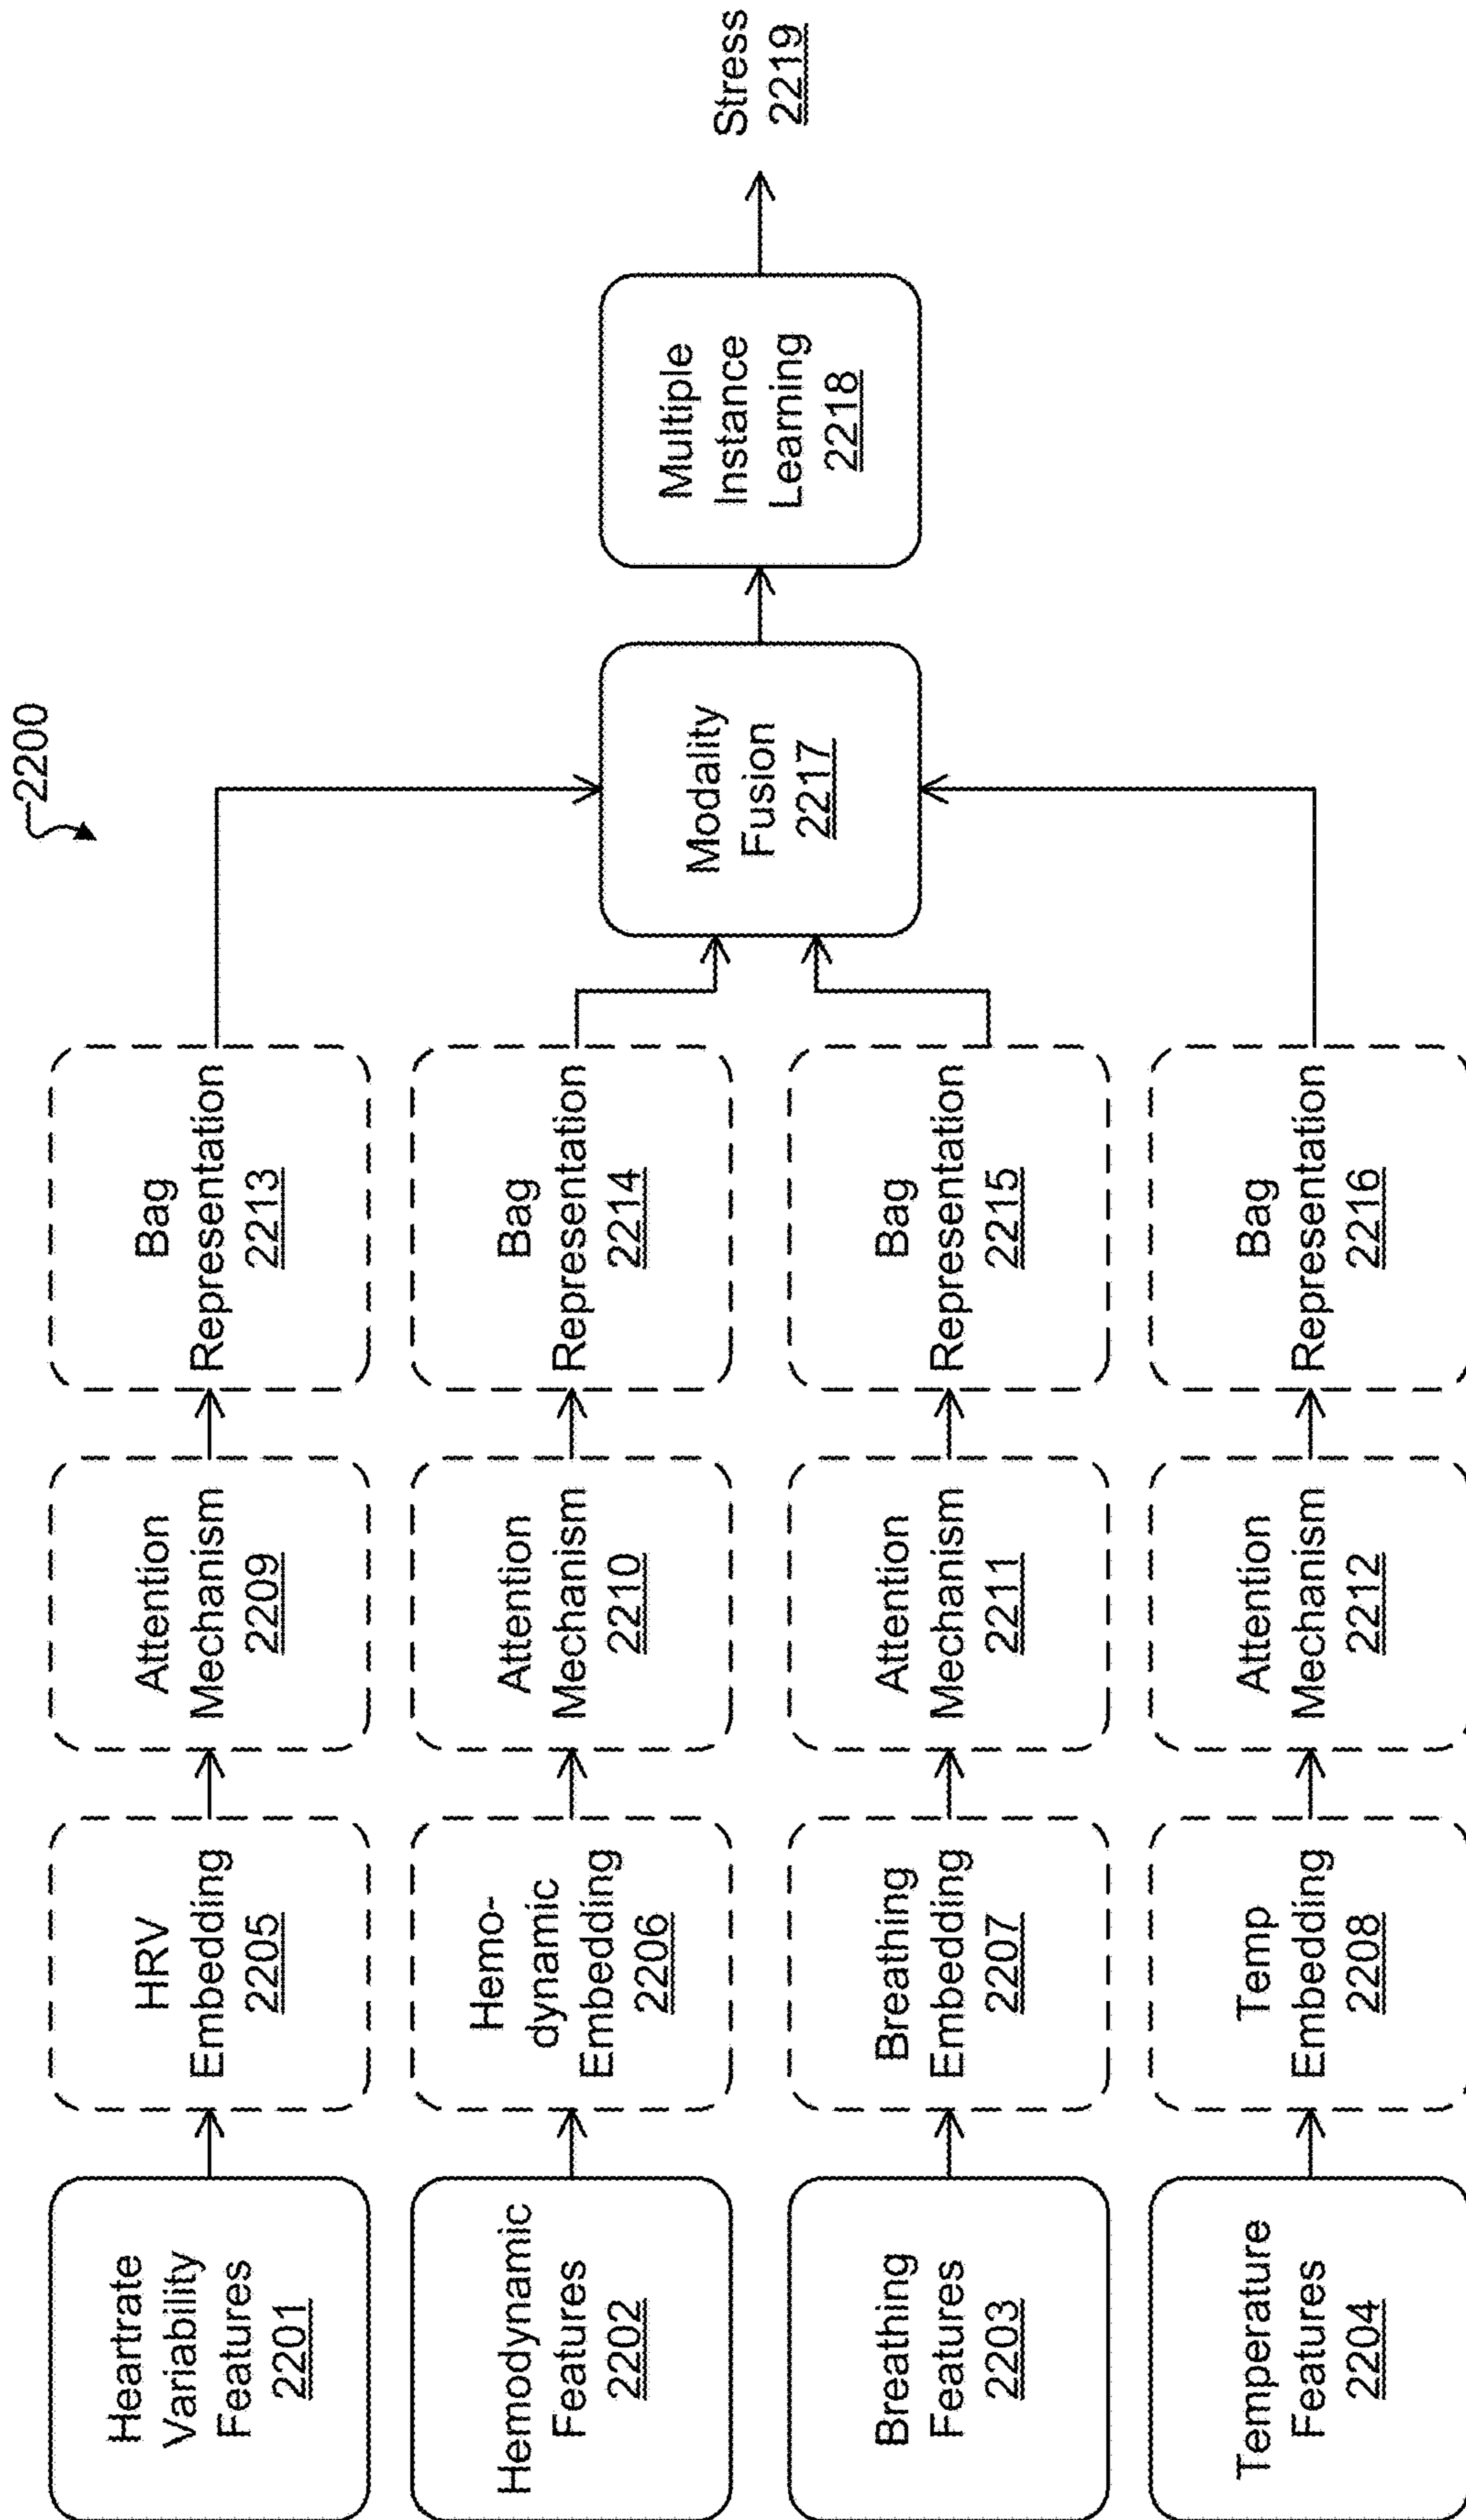 2200
Heartrate
Variability
Features
2201
HRV
Embedding
2205
Attention
Mechanism
2209
Bag
Representation
2213
Hemodynamic
Features
2202
Hemo-
dynamic
Embedding
2206
Attention
Mechanism
2210
Bag
Representation
2214
Breathing
Features
2203
Breathing
Embedding
2207
Attention
Mechanism
2211
Bag
Representation
2215
Temperature
Features
2204
Temp
Embedding
2208
Attention
Mechanism
2212
Bag
Representation
2216
Modality
Fusion
2217
Multiple
Instance
Learning
2218
Stress
2219